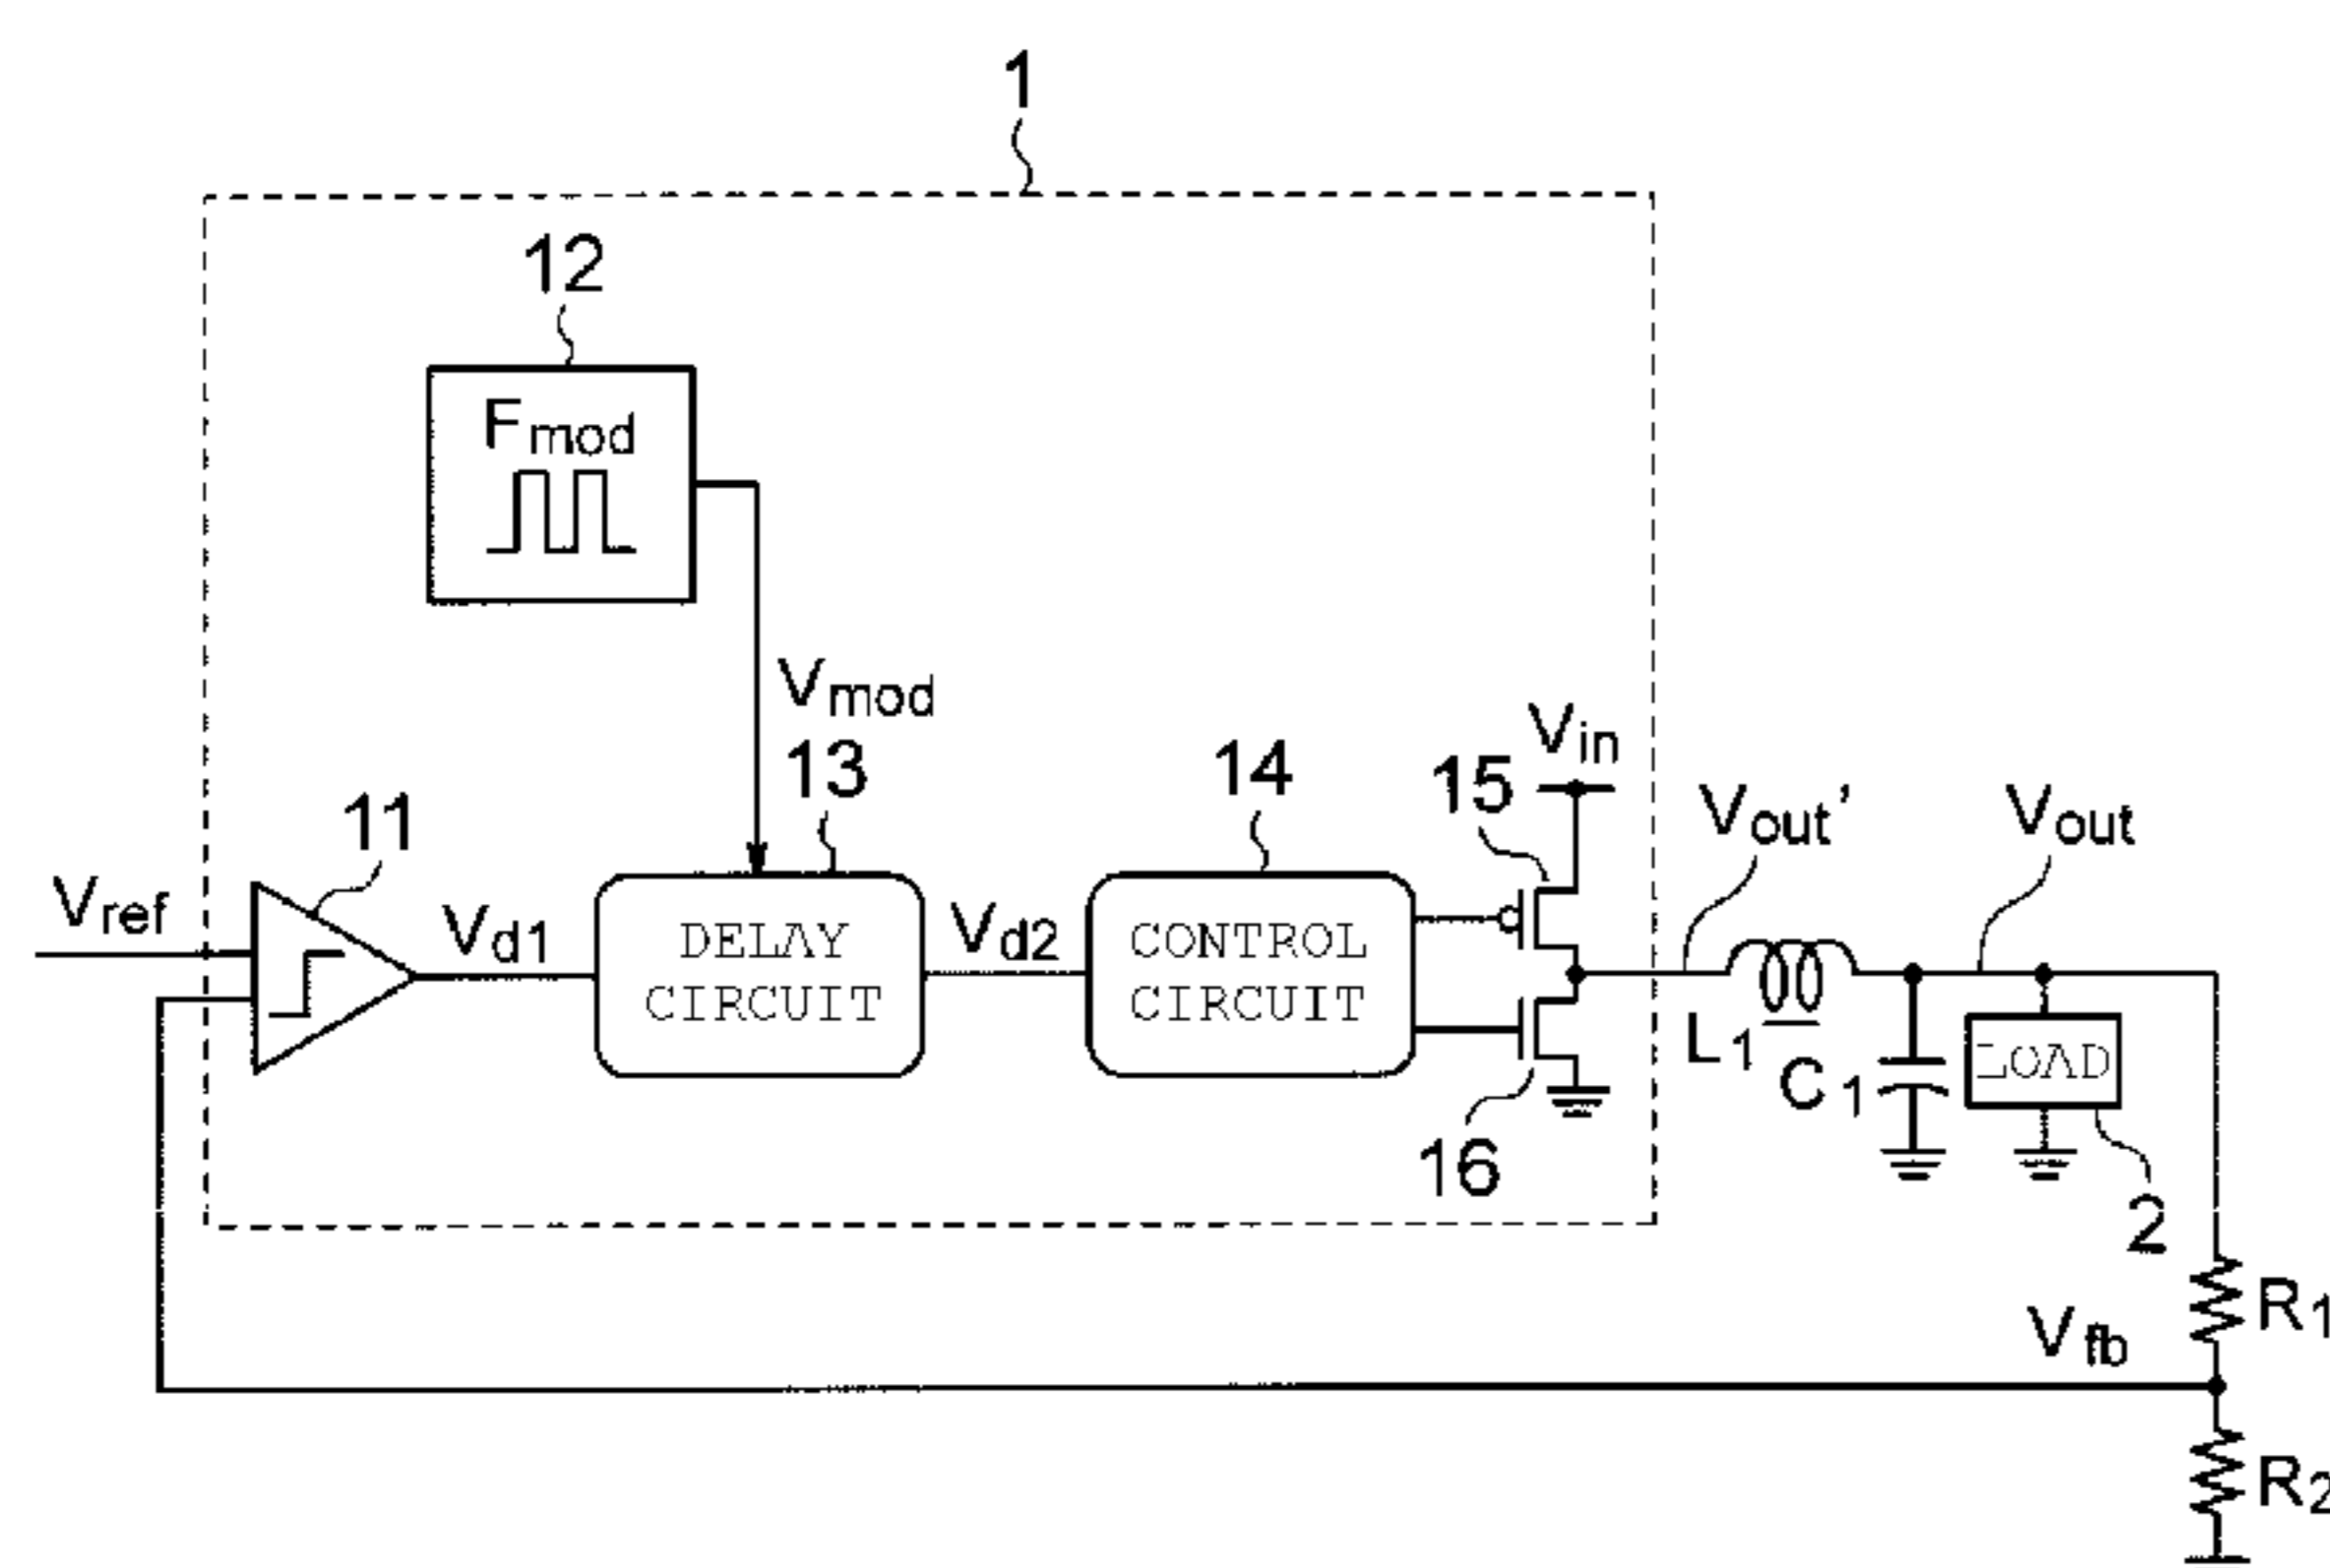 1
12
Fmod
Vmod
13
14
15
Vin
Vout'
Vout
11
Vref
Vd1
DELAY
CIRCUIT
Vd2
CONTROL
CIRCUIT
L1
C1
LOAD
16
2
R1
Vfb
R2